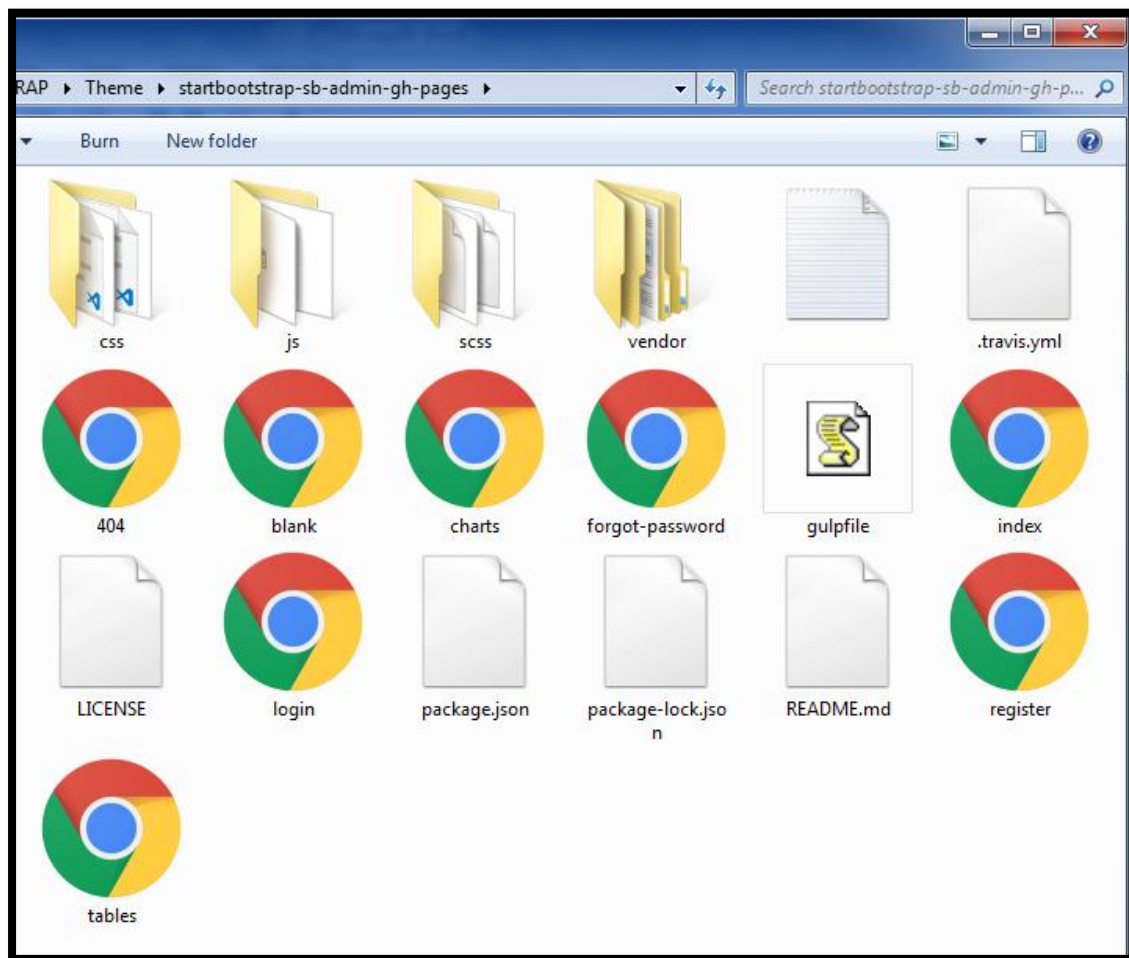 RAP Theme startbootstrap-sb-admin-gh-pages
Search startbootstrap-sb-admin-gh-p...
Burn New folder
css js scss vendor .travis.yml
404 blank charts forgot-password gulpfile index
LICENSE login package.json package-lock.jso README.md register
n
tables